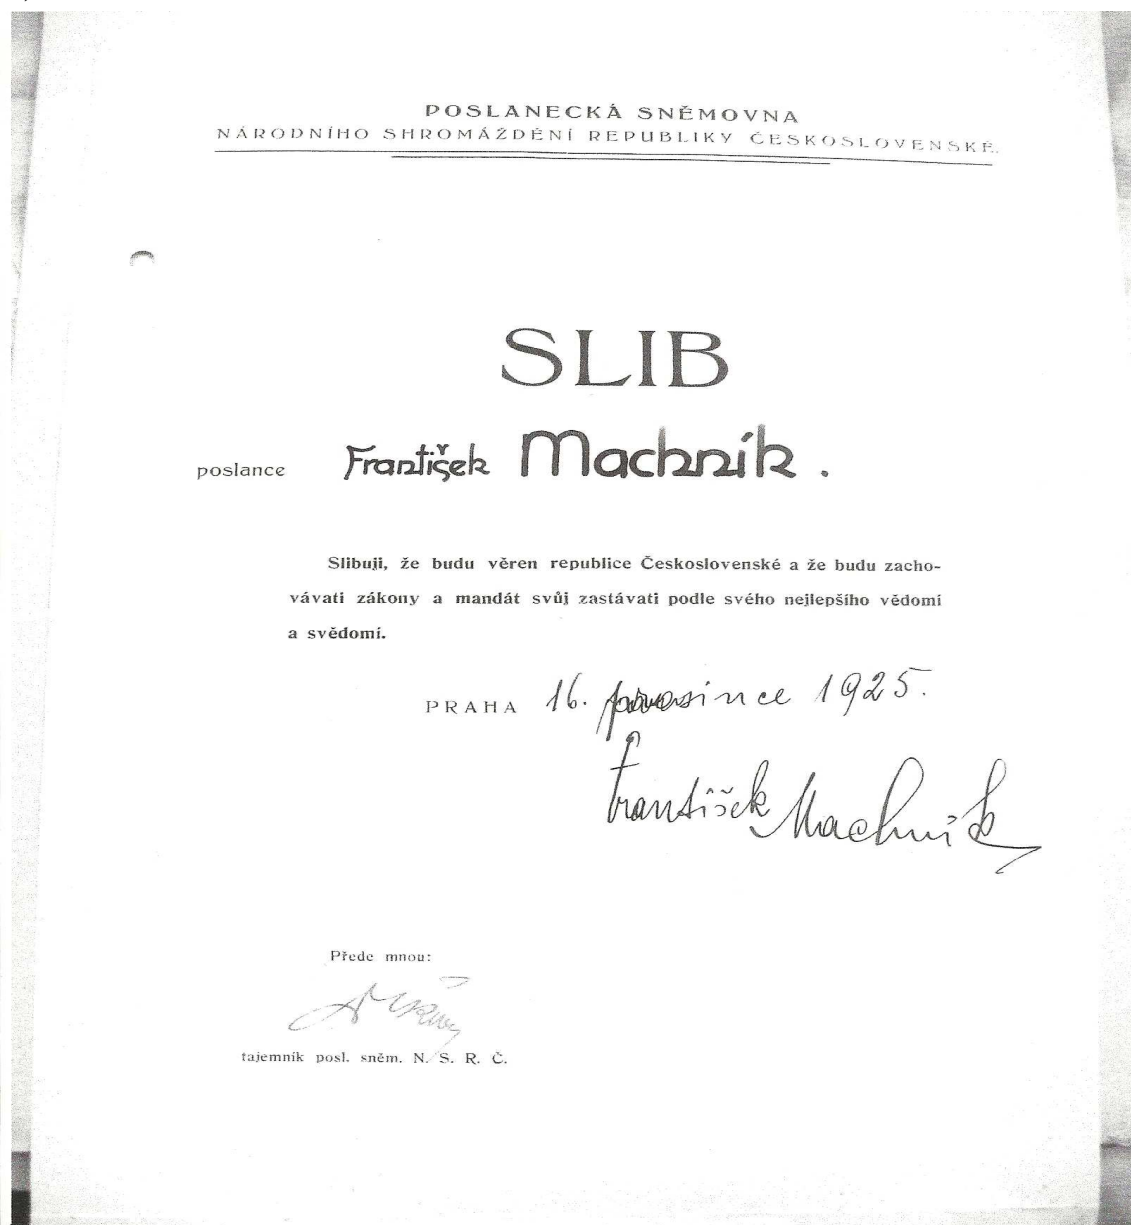 POSLANECKÁ SNĚMOVNA
NÁRODNÍHO SHROMÁŽDĚNÍ REPUBLIKY ČESKOSLOVENSKÉ.
SLIB
poslance František Machník.
Slibuji, že budu věren republice Československé a že budu zacho-
vávati zákony a mandát svůj zastávati podle svého nejlepšího vědomí
a svědomí.
PRAHA 16. prosince 1925.
František Machník
Přede mnou:
tajemník posl. sněm. N. S. R. Č.